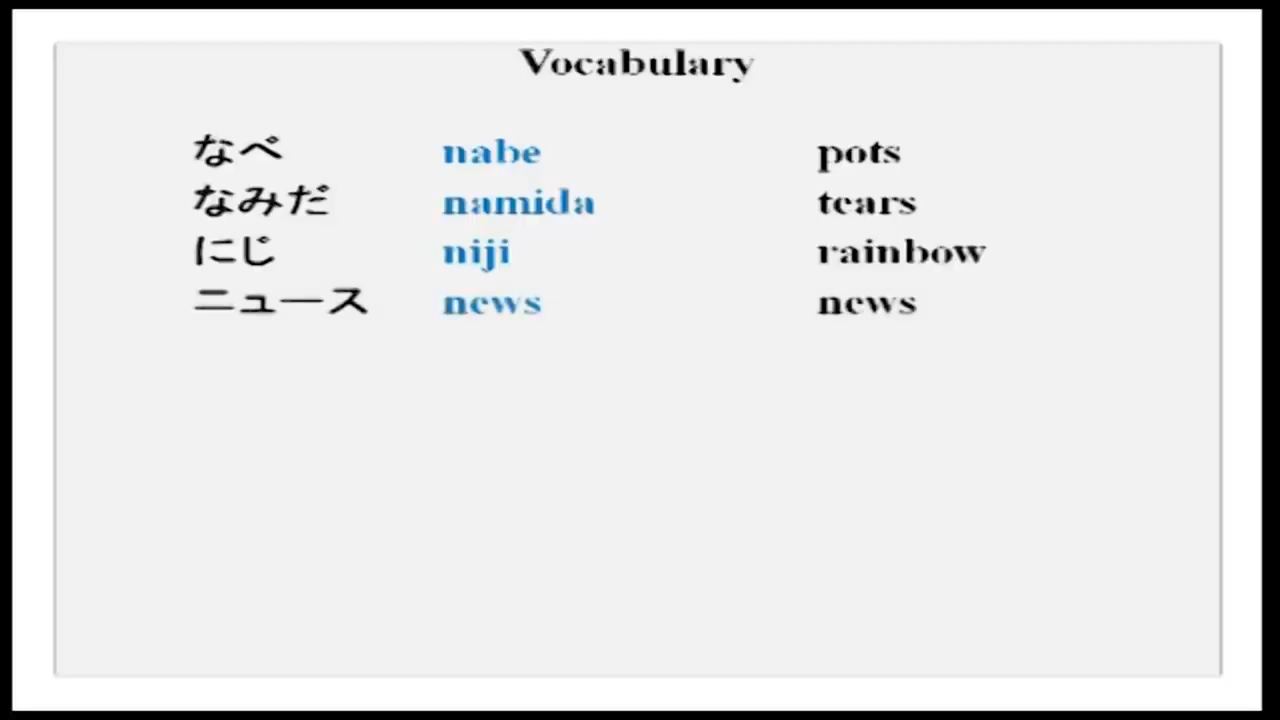 Vocabulary
なべ nabe pots
なみだ namida tears
にじ niji rainbow
ニュース news news